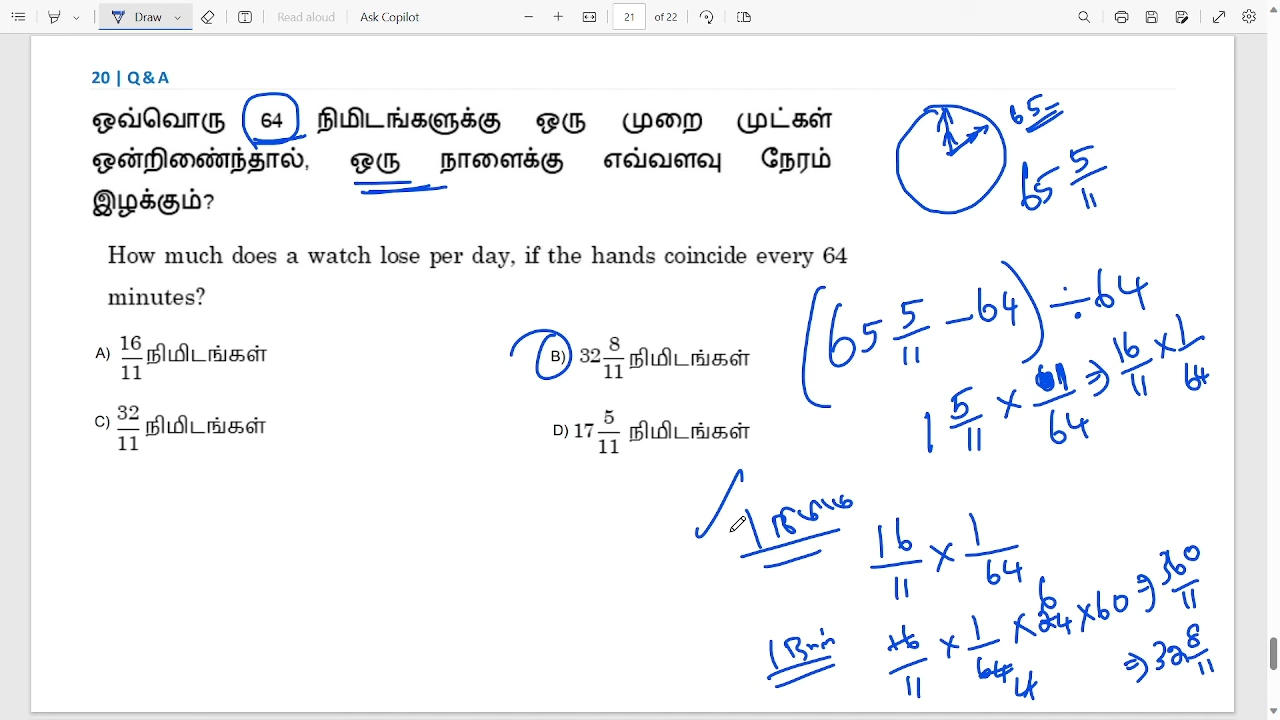 Draw
Read aloud
Ask Copilot
21 of 22
20 | Q&A
ஒவ்வொரு 64 நிமிடங்களுக்கு ஒரு முறை முட்கள்
ஒன்றிணைந்தால், ஒரு நாளைக்கு எவ்வளவு நேரம்
இழக்கும்?
How much does a watch lose per day, if the hands coincide every 64
minutes?
A) 16/11 நிமிடங்கள்
B) 32 8/11 நிமிடங்கள்
C) 32/11 நிமிடங்கள்
D) 17 5/11 நிமிடங்கள்
65
65 5/11
(65 5/11 - 64) ÷ 64
1 5/11 ×
⇒ 16/11 × 1/64
16/11 × 1/64
16/11 × 1/64 × 24 × 60 ⇒ 360/11
⇒ 32 8/11